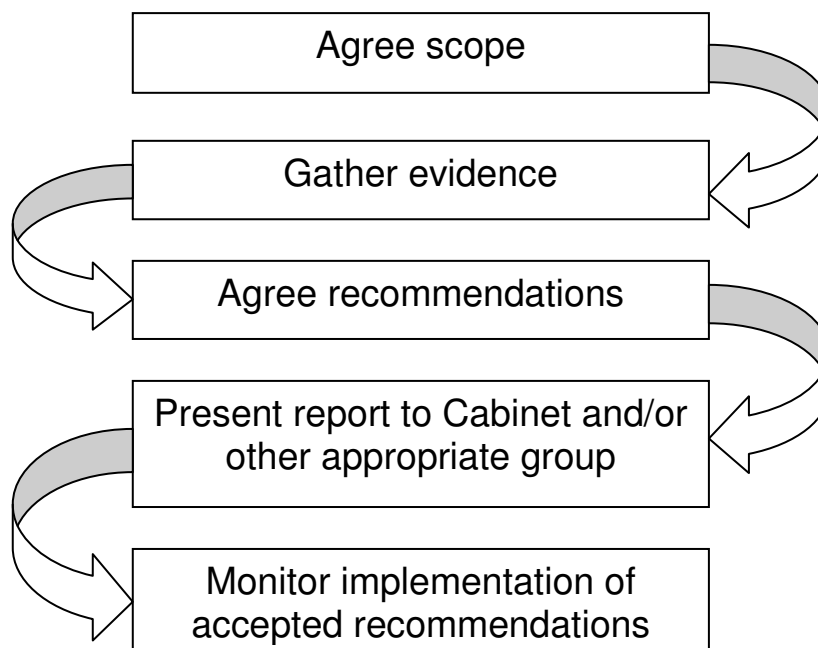 Agree scope
Gather evidence
Agree recommendations
Present report to Cabinet and/or
other appropriate group
Monitor implementation of
accepted recommendations